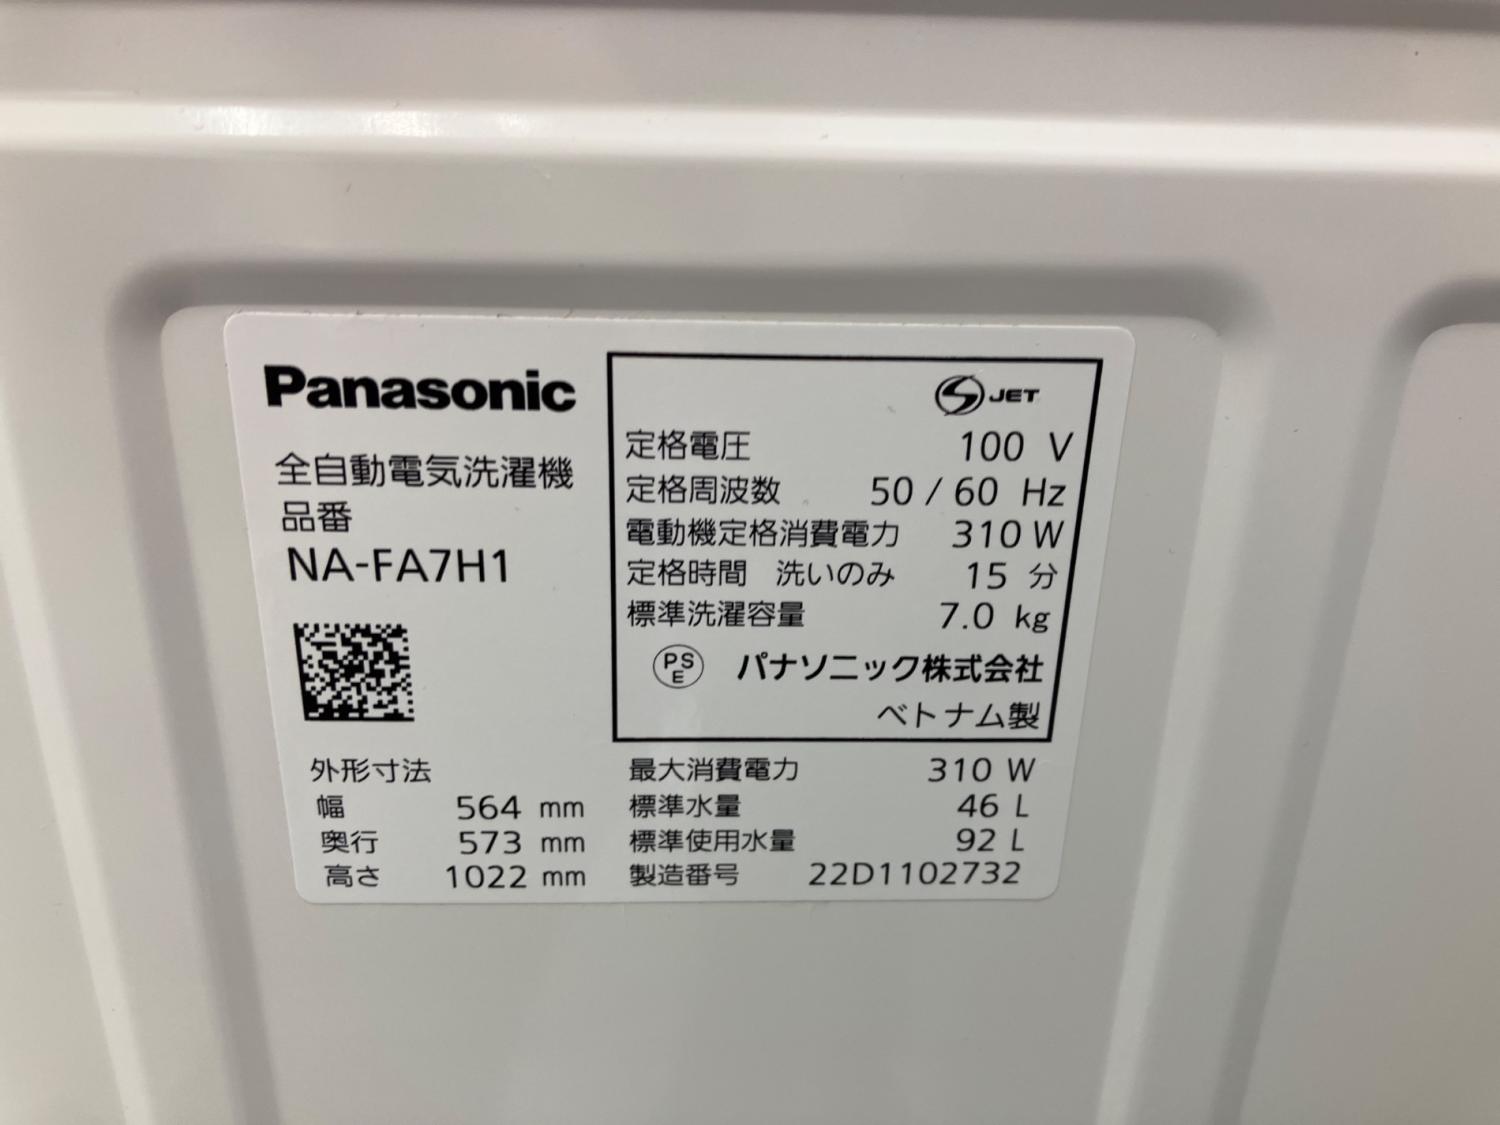 Panasonic
全自動電気洗濯機
品番
NA-FA7H1
S JET
定格電圧 100 V
定格周波数 50 / 60 Hz
電動機定格消費電力 310 W
定格時間 洗いのみ 15 分
標準洗濯容量 7.0 kg
PS
E
パナソニック株式会社
ベトナム製
外形寸法
幅 564 mm
奥行 573 mm
高さ 1022 mm
最大消費電力 310 W
標準水量 46 L
標準使用水量 92 L
製造番号 22D1102732